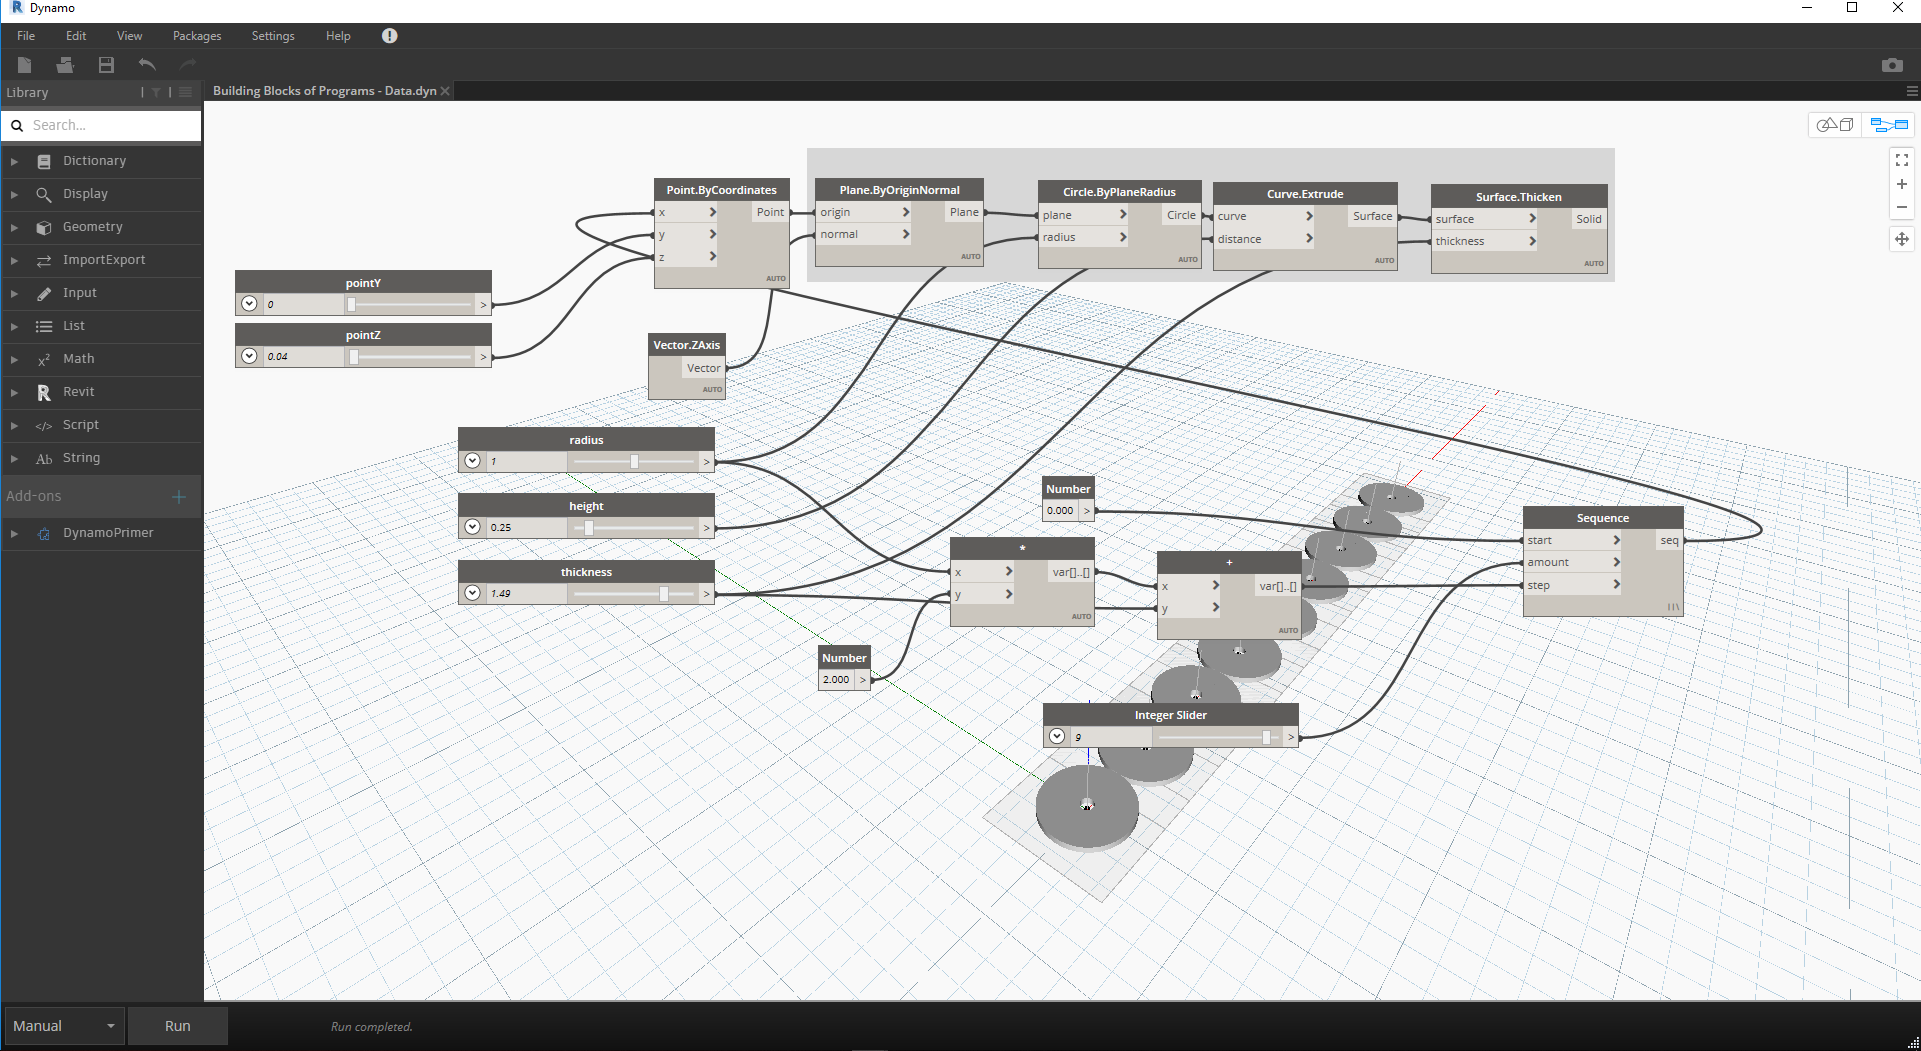 Dynamo
File Edit View Packages Settings Help
Library
Building Blocks of Programs - Data.dyn
Search...
Dictionary
Display
Geometry
ImportExport
Input
List
Math
Revit
Script
String
Add-ons
DynamoPrimer
Point.ByCoordinates
x Point
y
z
AUTO
Plane.ByOriginNormal
origin Plane
normal
AUTO
Circle.ByPlaneRadius
plane Circle
radius
AUTO
Curve.Extrude
curve Surface
distance
AUTO
Surface.Thicken
surface Solid
thickness
AUTO
pointY
0 >
pointZ
0.04 >
Vector.ZAxis
Vector
AUTO
radius
1 >
height
0.25 >
thickness
1.49 >
Number
0.000 >
*
x var[]..[]
y
AUTO
+
x var[]..[]
y
AUTO
Sequence
start seq
amount
step
Number
2.000 >
Integer Slider
9 >
Manual Run Run completed.